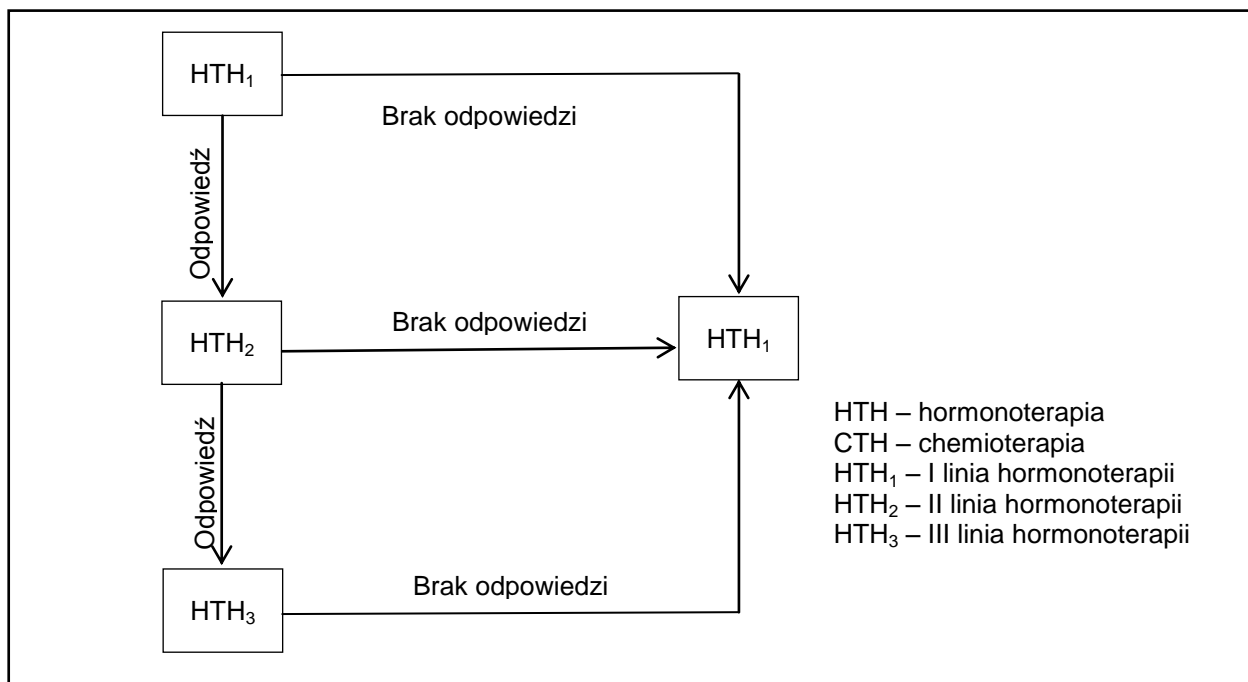 HTH₁
Brak odpowiedzi
Odpowiedź
HTH₂
Brak odpowiedzi
HTH₁
Odpowiedź
HTH₃
Brak odpowiedzi
HTH – hormonoterapia
CTH – chemioterapia
HTH₁ – I linia hormonoterapii
HTH₂ – II linia hormonoterapii
HTH₃ – III linia hormonoterapii